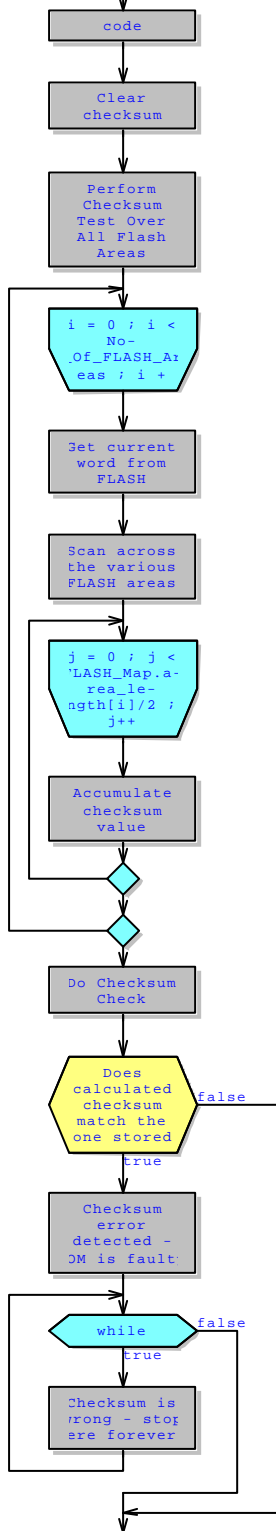 code
Clear
checksum
Perform
Checksum
Test Over
All Flash
Areas
i = 0 ; i <
No-
_Of_FLASH_Ar
eas ; i +
Get current
word from
FLASH
Scan across
the various
FLASH areas
j = 0 ; j <
FLASH_Map.a-
rea_le-
ngth[i]/2 ;
j++
Accumulate
checksum
value
Do Checksum
Check
Does
calculated
checksum
match the
one stored
false
true
Checksum
error
detected -
OM is fault
while
false
true
Checksum is
wrong - stop
ere forever